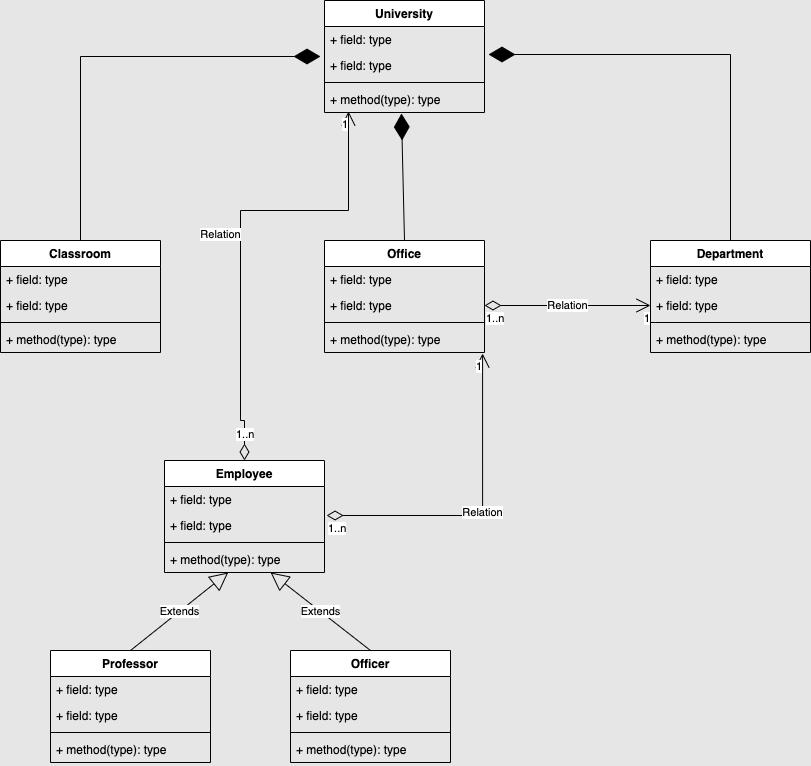 University
+ field: type
+ field: type
+ method(type): type
1
Relation
Classroom
+ field: type
+ field: type
+ method(type): type
Office
+ field: type
+ field: type
+ method(type): type
Department
+ field: type
+ field: type
+ method(type): type
Relation
1..n
1
1
1..n
Employee
+ field: type
+ field: type
+ method(type): type
Relation
1..n
Extends
Extends
Professor
+ field: type
+ field: type
+ method(type): type
Officer
+ field: type
+ field: type
+ method(type): type